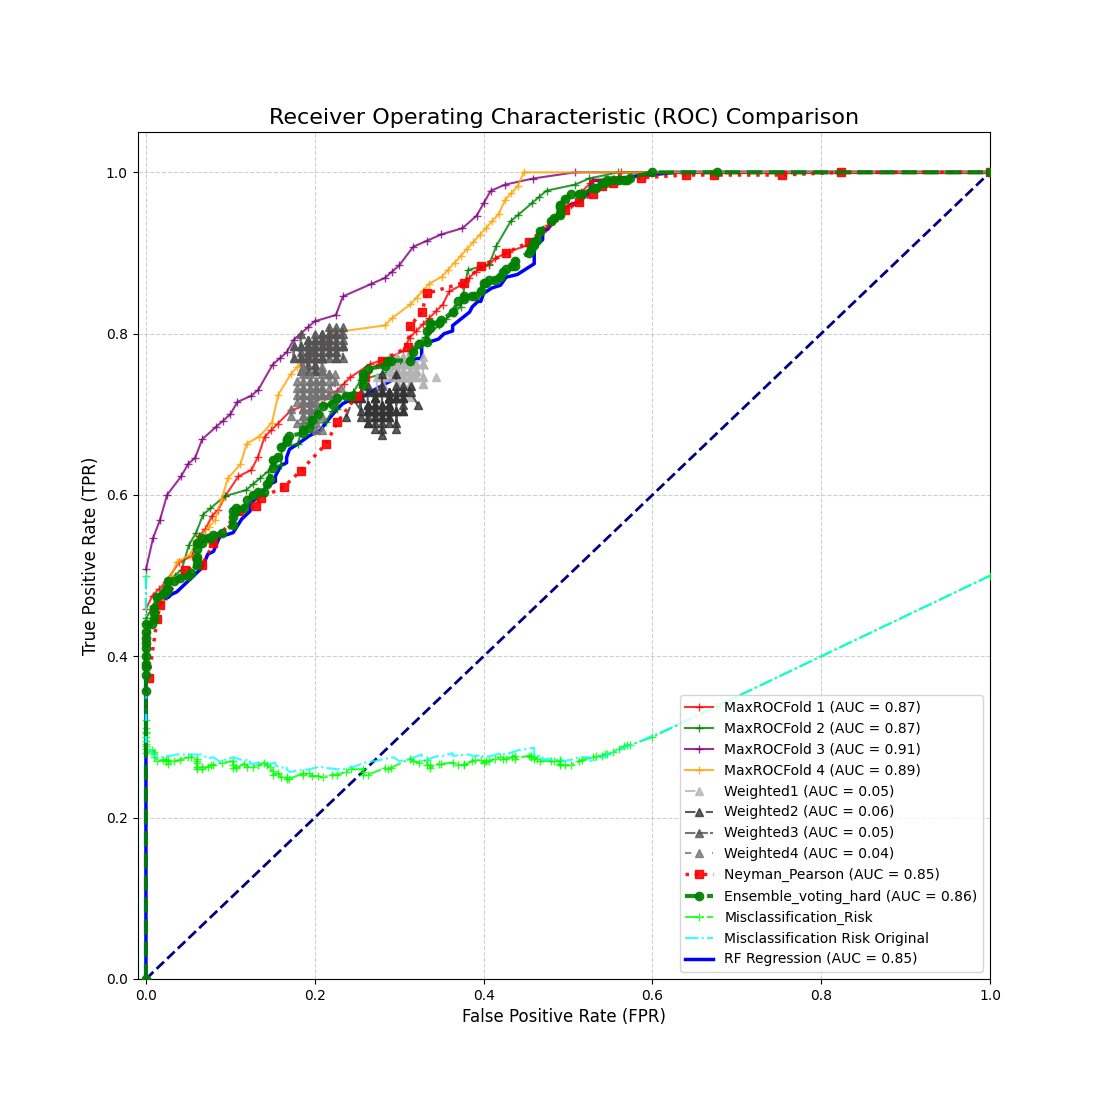 Receiver Operating Characteristic (ROC) Comparison
True Positive Rate (TPR)
1.0
0.8
0.6
0.4
0.2
0.0
MaxROCFold 1 (AUC = 0.87)
MaxROCFold 2 (AUC = 0.87)
MaxROCFold 3 (AUC = 0.91)
MaxROCFold 4 (AUC = 0.89)
Weighted1 (AUC = 0.05)
Weighted2 (AUC = 0.06)
Weighted3 (AUC = 0.05)
Weighted4 (AUC = 0.04)
Neyman_Pearson (AUC = 0.85)
Ensemble_voting_hard (AUC = 0.86)
Misclassification_Risk
Misclassification Risk Original
RF Regression (AUC = 0.85)
0.0 0.2 0.4 0.6 0.8 1.0
False Positive Rate (FPR)